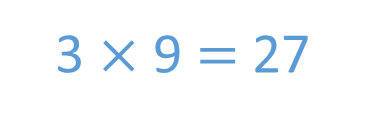 3 × 9 = 27